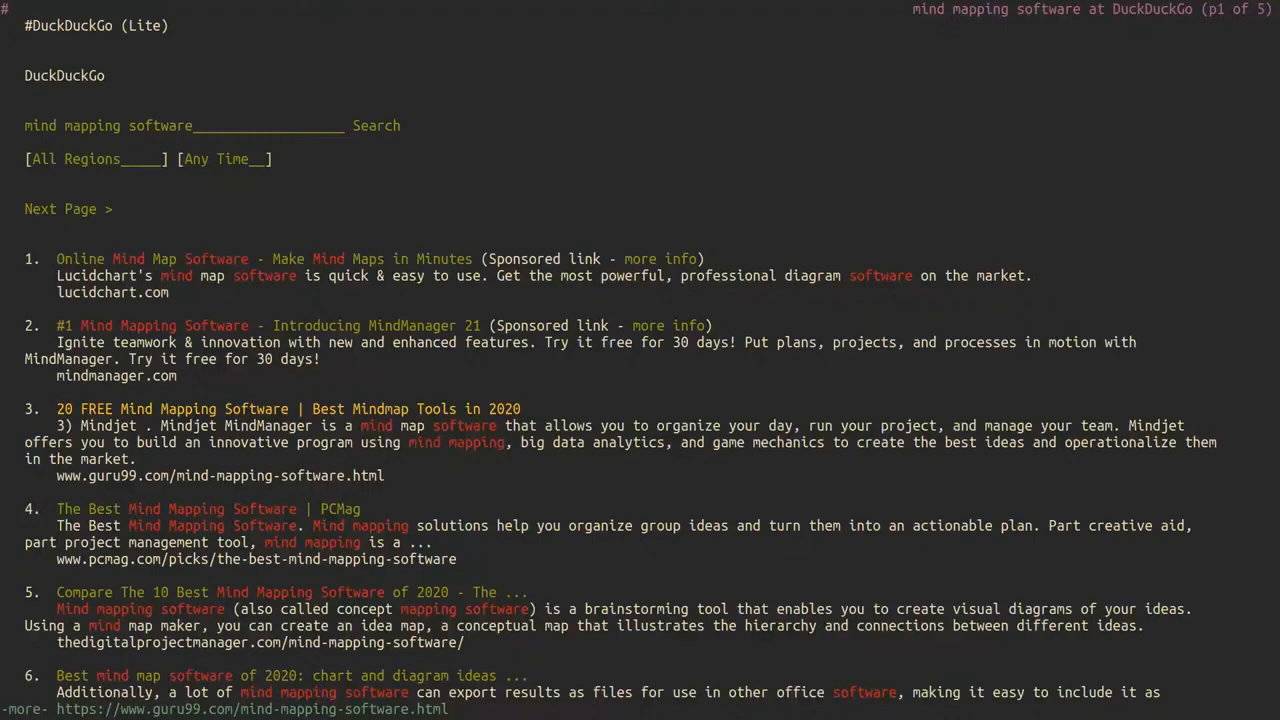 #
mind mapping software at DuckDuckGo (p1 of 5)
#DuckDuckGo (Lite)
DuckDuckGo
mind mapping software___________________ Search
[All Regions_____] [Any Time__]
Next Page >
1. Online Mind Map Software - Make Mind Maps in Minutes (Sponsored link - more info)
Lucidchart's mind map software is quick & easy to use. Get the most powerful, professional diagram software on the market.
lucidchart.com
2. #1 Mind Mapping Software - Introducing MindManager 21 (Sponsored link - more info)
Ignite teamwork & innovation with new and enhanced features. Try it free for 30 days! Put plans, projects, and processes in motion with
MindManager. Try it free for 30 days!
mindmanager.com
3. 20 FREE Mind Mapping Software | Best Mindmap Tools in 2020
3) Mindjet . Mindjet MindManager is a mind map software that allows you to organize your day, run your project, and manage your team. Mindjet
offers you to build an innovative program using mind mapping, big data analytics, and game mechanics to create the best ideas and operationalize them
in the market.
www.guru99.com/mind-mapping-software.html
4. The Best Mind Mapping Software | PCMag
The Best Mind Mapping Software. Mind mapping solutions help you organize group ideas and turn them into an actionable plan. Part creative aid,
part project management tool, mind mapping is a ...
www.pcmag.com/picks/the-best-mind-mapping-software
5. Compare The 10 Best Mind Mapping Software of 2020 - The ...
Mind mapping software (also called concept mapping software) is a brainstorming tool that enables you to create visual diagrams of your ideas.
Using a mind map maker, you can create an idea map, a conceptual map that illustrates the hierarchy and connections between different ideas.
thedigitalprojectmanager.com/mind-mapping-software/
6. Best mind map software of 2020: chart and diagram ideas ...
Additionally, a lot of mind mapping software can export results as files for use in other office software, making it easy to include it as
-more- https://www.guru99.com/mind-mapping-software.html